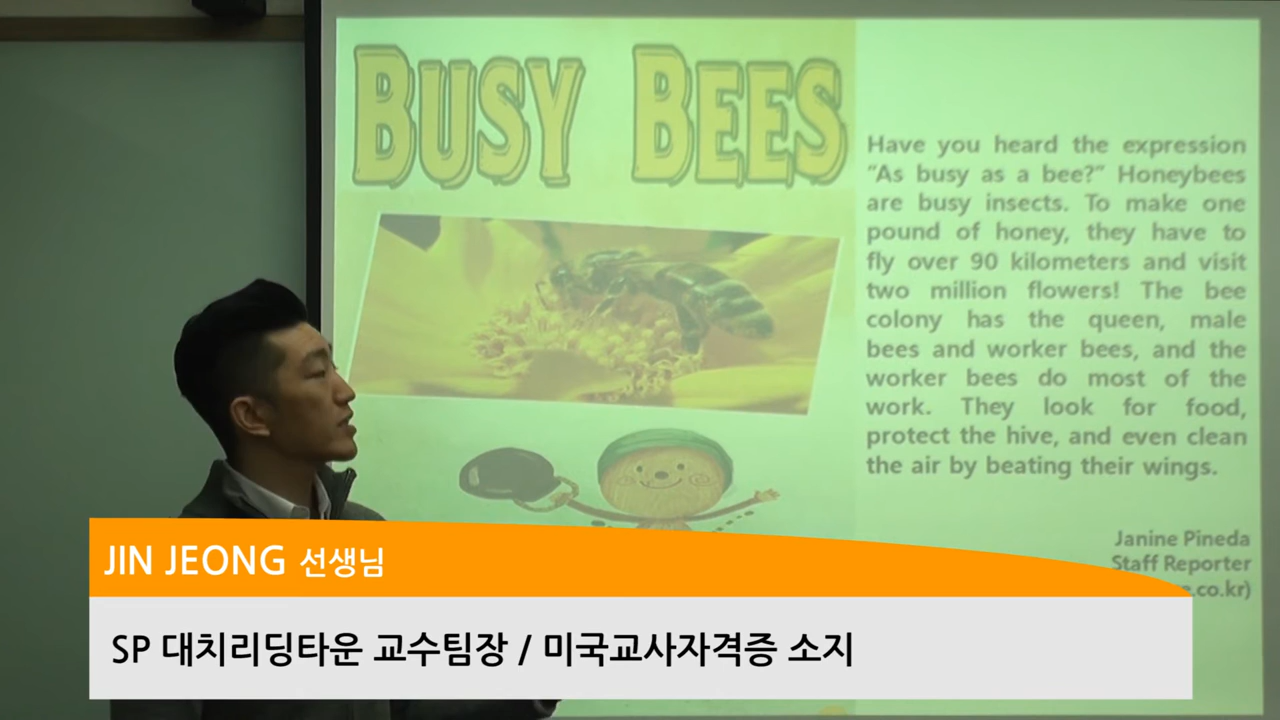 BUSY BEES
Have you heard the expression
"As busy as a bee?" Honeybees
are busy insects. To make one
pound of honey, they have to
fly over 90 kilometers and visit
two million flowers! The bee
colony has the queen, male
bees and worker bees, and the
worker bees do most of the
work. They look for food,
protect the hive, and even clean
the air by beating their wings.
Janine Pineda
Staff Reporter
.co.kr)
JIN JEONG 선생님
SP 대치리딩타운 교수팀장 / 미국교사자격증 소지